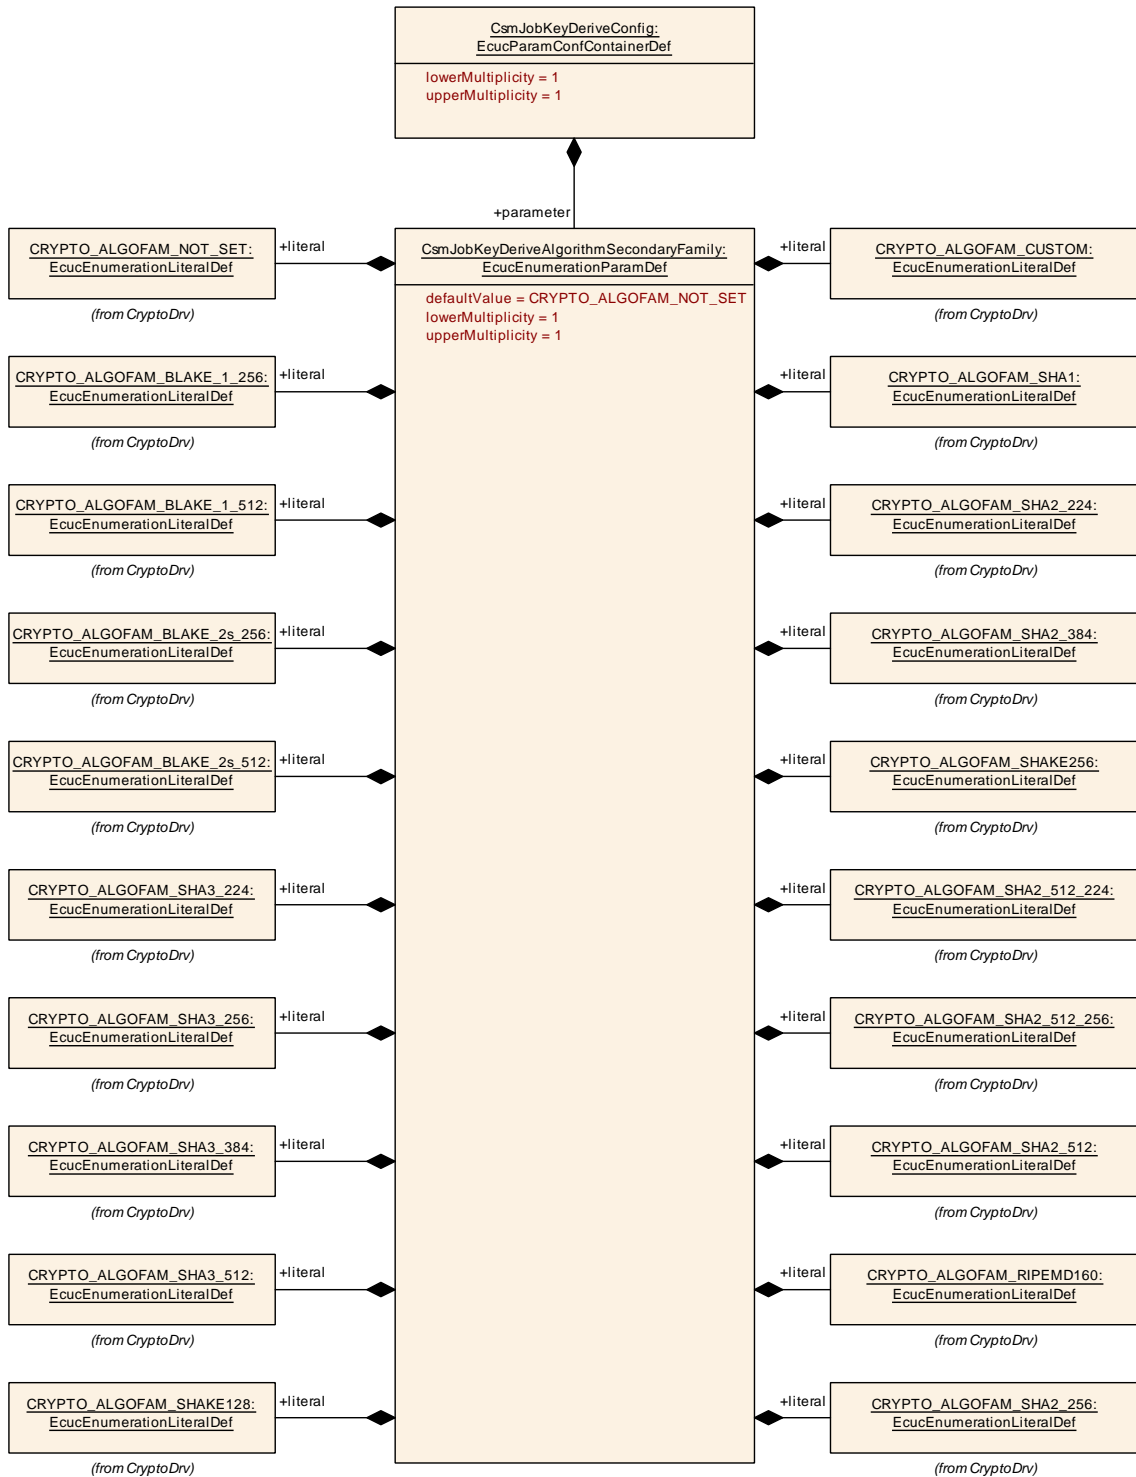 CsmJobKeyDeriveConfig:
EcucParamConfContainerDef
lowerMultiplicity = 1
upperMultiplicity = 1
+parameter
CsmJobKeyDeriveAlgorithmSecondaryFamily:
EcucEnumerationParamDef
defaultValue = CRYPTO_ALGOFAM_NOT_SET
lowerMultiplicity = 1
upperMultiplicity = 1
CRYPTO_ALGOFAM_NOT_SET:
EcucEnumerationLiteralDef
(from CryptoDrv)
+literal
CRYPTO_ALGOFAM_BLAKE_1_256:
EcucEnumerationLiteralDef
(from CryptoDrv)
+literal
CRYPTO_ALGOFAM_BLAKE_1_512:
EcucEnumerationLiteralDef
(from CryptoDrv)
+literal
CRYPTO_ALGOFAM_BLAKE_2s_256:
EcucEnumerationLiteralDef
(from CryptoDrv)
+literal
CRYPTO_ALGOFAM_BLAKE_2s_512:
EcucEnumerationLiteralDef
(from CryptoDrv)
+literal
CRYPTO_ALGOFAM_SHA3_224:
EcucEnumerationLiteralDef
(from CryptoDrv)
+literal
CRYPTO_ALGOFAM_SHA3_256:
EcucEnumerationLiteralDef
(from CryptoDrv)
+literal
CRYPTO_ALGOFAM_SHA3_384:
EcucEnumerationLiteralDef
(from CryptoDrv)
+literal
CRYPTO_ALGOFAM_SHA3_512:
EcucEnumerationLiteralDef
(from CryptoDrv)
+literal
CRYPTO_ALGOFAM_SHAKE128:
EcucEnumerationLiteralDef
(from CryptoDrv)
+literal
+literal
CRYPTO_ALGOFAM_CUSTOM:
EcucEnumerationLiteralDef
(from CryptoDrv)
+literal
CRYPTO_ALGOFAM_SHA1:
EcucEnumerationLiteralDef
(from CryptoDrv)
+literal
CRYPTO_ALGOFAM_SHA2_224:
EcucEnumerationLiteralDef
(from CryptoDrv)
+literal
CRYPTO_ALGOFAM_SHA2_384:
EcucEnumerationLiteralDef
(from CryptoDrv)
+literal
CRYPTO_ALGOFAM_SHAKE256:
EcucEnumerationLiteralDef
(from CryptoDrv)
+literal
CRYPTO_ALGOFAM_SHA2_512_224:
EcucEnumerationLiteralDef
(from CryptoDrv)
+literal
CRYPTO_ALGOFAM_SHA2_512_256:
EcucEnumerationLiteralDef
(from CryptoDrv)
+literal
CRYPTO_ALGOFAM_SHA2_512:
EcucEnumerationLiteralDef
(from CryptoDrv)
+literal
CRYPTO_ALGOFAM_RIPEMD160:
EcucEnumerationLiteralDef
(from CryptoDrv)
+literal
CRYPTO_ALGOFAM_SHA2_256:
EcucEnumerationLiteralDef
(from CryptoDrv)